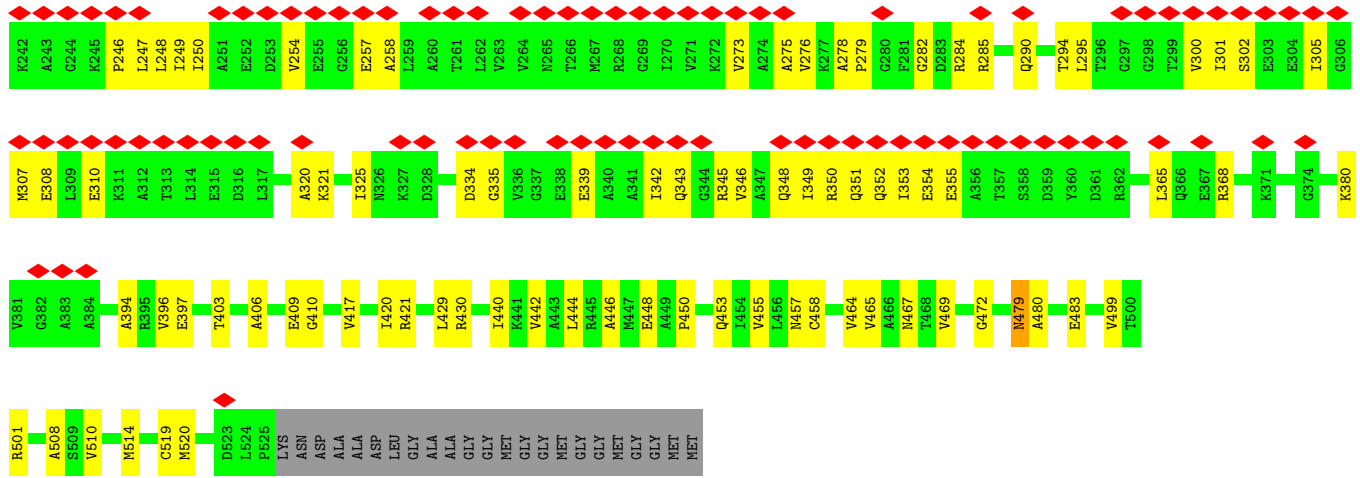 K242 A243 G244 K245 P246 L247 L248 I249 I250 A251 E252 D253 V254 E255 G256 E257 A258 L259 A260 T261 L262 V263 V264 N265 T266 M267 R268 G269 I270 V271 K272 V273 A274 A275 V276 K277 A278 P279 G280 F281 G282 D283 R284 R285 Q290 T294 L295 T296 G297 G298 T299 V300 I301 S302 E303 E304 I305 G306
M307 E308 L309 E310 K311 A312 T313 L314 E315 D316 L317 A320 K321 I325 N326 K327 D328 D334 G335 V336 G337 E338 E339 A340 A341 I342 Q343 G344 R345 V346 A347 Q348 I349 R350 Q351 Q352 I353 E354 E355 A356 T357 S358 D359 Y360 D361 R362 L365 Q366 E367 R368 K371 G374 K380
V381 G382 A383 A384 A394 R395 V396 E397 T403 A406 E409 G410 V417 I420 R421 L429 R430 I440 K441 V442 A443 L444 R445 A446 M447 E448 A449 P450 Q453 I454 V455 L456 N457 C458 V464 V465 A466 N467 T468 V469 G472 N479 A480 E483 V499 T500
R501 A508 S509 V510 M514 C519 M520 D523 L524 P525 LYS ASN ASP ALA ALA ASP LEU GLY ALA ALA GLY GLY MET GLY GLY MET GLY GLY MET MET